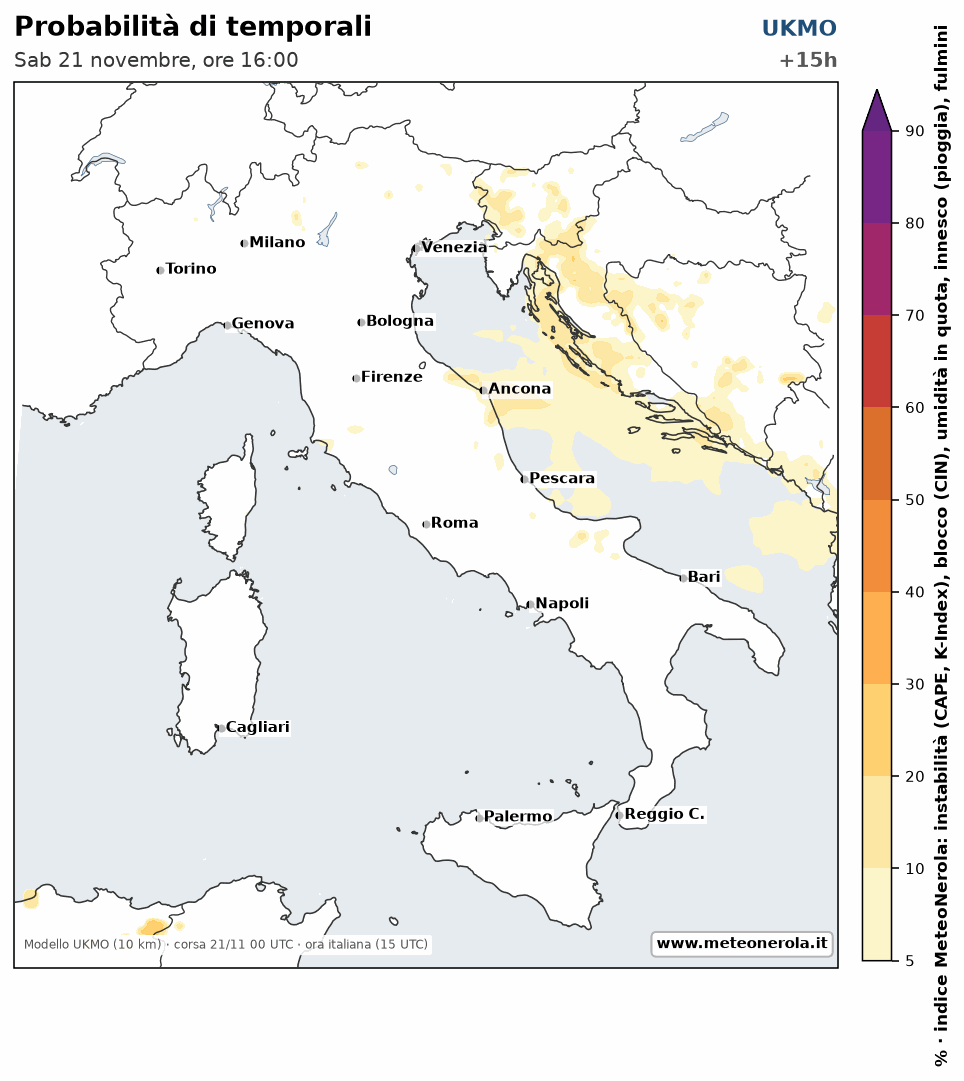 Probabilità di temporali
UKMO
Sab 21 novembre, ore 16:00
+15h
Milano
Venezia
Torino
Genova
Bologna
Firenze
Ancona
Pescara
Roma
Bari
Napoli
Cagliari
Palermo
Reggio C.
Modello UKMO (10 km) · corsa 21/11 00 UTC · ora italiana (15 UTC)
www.meteonerola.it
90
80
70
60
50
40
30
20
10
5
% · indice MeteoNerola: instabilità (CAPE, K-Index), blocco (CIN), umidità in quota, innesco (pioggia), fulmini